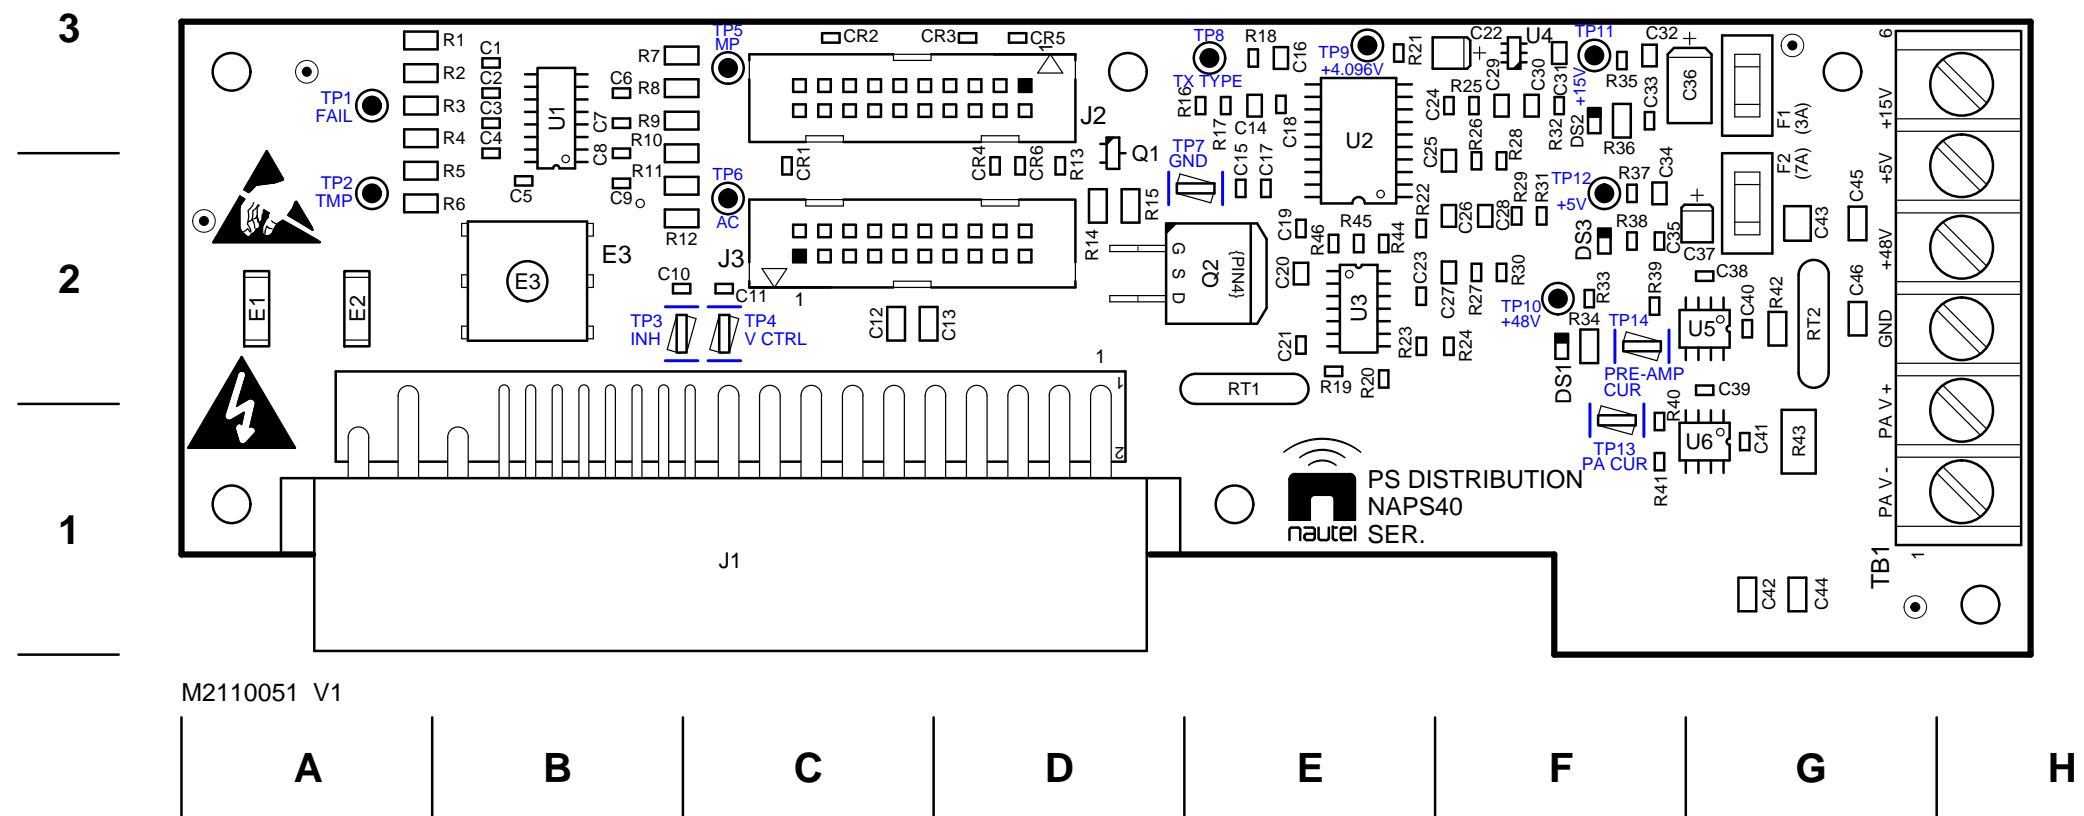 3
2
1
R1
R2
R3
R4
R5
R6
TP1
FAIL
TP2
TMP
C1
C2
C3
C4
C5
U1
C6
C7
C8
C9
R7
R8
R9
R10
R11
R12
TP5
MP
TP6
AC
CR2
CR3
CR5
1
J2
CR1
CR4
CR6
R13
Q1
J3
1
E1
E2
E3
E3
C10
C11
TP3
INH
TP4
V CTRL
C12
C13
R14
R15
TP8
TX TYPE
R18
C16
TP9
+4.096V
R21
R16
R17
C14
C18
TP7
GND
C15
C17
U2
G S D
Q2
{PIN4}
C19
R46
R45
R44
C20
U3
C21
R19
R20
RT1
R22
C23
R23
R24
C22
+
U4
C24
R25
C29
C30
C31
R32
C25
R26
R28
C26
C28
R29
R31
C27
R27
R30
TP11
+15V
R35
C32
C33
+
C36
DS2
R36
TP12
+5V
R37
C34
DS3
R38
C35
+
C37
TP10
+48V
R33
R39
R34
DS1
TP14
PRE-AMP
CUR
R40
TP13
PA CUR
R41
F1
(3A)
F2
(7A)
C43
C45
C38
U5
C40
R42
RT2
C46
C39
U6
C41
R43
6
+15V
+5V
+48V
GND
PA V +
PA V -
1
TB1
C42
C44
1
1
2
J1
nautel
PS DISTRIBUTION
NAPS40
SER.
M2110051 V1
A
B
C
D
E
F
G
H